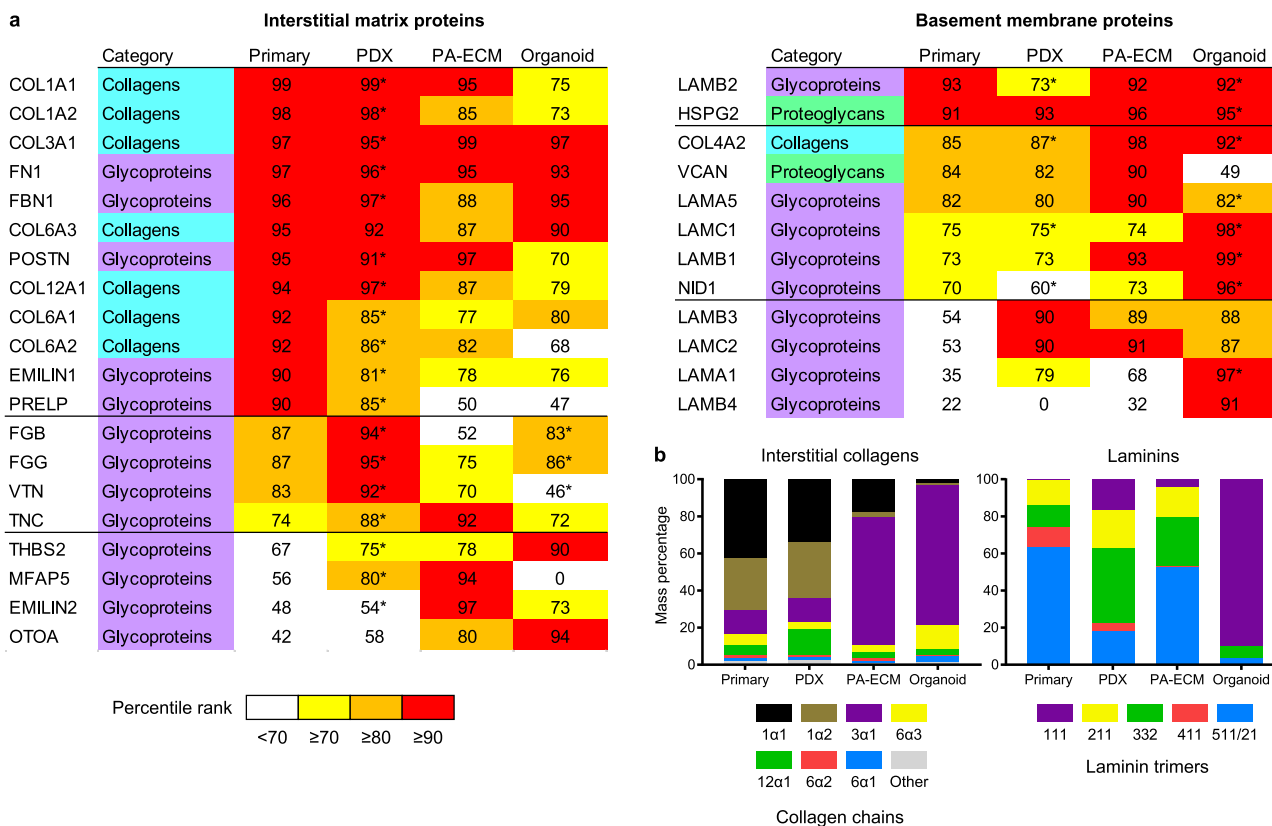 a
Interstitial matrix proteins
Category Primary PDX PA-ECM Organoid
COL1A1 Collagens 99 99* 95 75
COL1A2 Collagens 98 98* 85 73
COL3A1 Collagens 97 95* 99 97
FN1 Glycoproteins 97 96* 95 93
FBN1 Glycoproteins 96 97* 88 95
COL6A3 Collagens 95 92 87 90
POSTN Glycoproteins 95 91* 97 70
COL12A1 Collagens 94 97* 87 79
COL6A1 Collagens 92 85* 77 80
COL6A2 Collagens 92 86* 82 68
EMILIN1 Glycoproteins 90 81* 78 76
PRELP Glycoproteins 90 85* 50 47
FGB Glycoproteins 87 94* 52 83*
FGG Glycoproteins 87 95* 75 86*
VTN Glycoproteins 83 92* 70 46*
TNC Glycoproteins 74 88* 92 72
THBS2 Glycoproteins 67 75* 78 90
MFAP5 Glycoproteins 56 80* 94 0
EMILIN2 Glycoproteins 48 54* 97 73
OTOA Glycoproteins 42 58 80 94
Percentile rank
<70 ≥70 ≥80 ≥90
Basement membrane proteins
Category Primary PDX PA-ECM Organoid
LAMB2 Glycoproteins 93 73* 92 92*
HSPG2 Proteoglycans 91 93 96 95*
COL4A2 Collagens 85 87* 98 92*
VCAN Proteoglycans 84 82 90 49
LAMA5 Glycoproteins 82 80 90 82*
LAMC1 Glycoproteins 75 75* 74 98*
LAMB1 Glycoproteins 73 73 93 99*
NID1 Glycoproteins 70 60* 73 96*
LAMB3 Glycoproteins 54 90 89 88
LAMC2 Glycoproteins 53 90 91 87
LAMA1 Glycoproteins 35 79 68 97*
LAMB4 Glycoproteins 22 0 32 91
b
Interstitial collagens
Mass percentage
100
80
60
40
20
0
Primary PDX PA-ECM Organoid
1α1 1α2 3α1 6α3
12α1 6α2 6α1 Other
Collagen chains
Laminins
100
80
60
40
20
0
Primary PDX PA-ECM Organoid
111 211 332 411 511/21
Laminin trimers